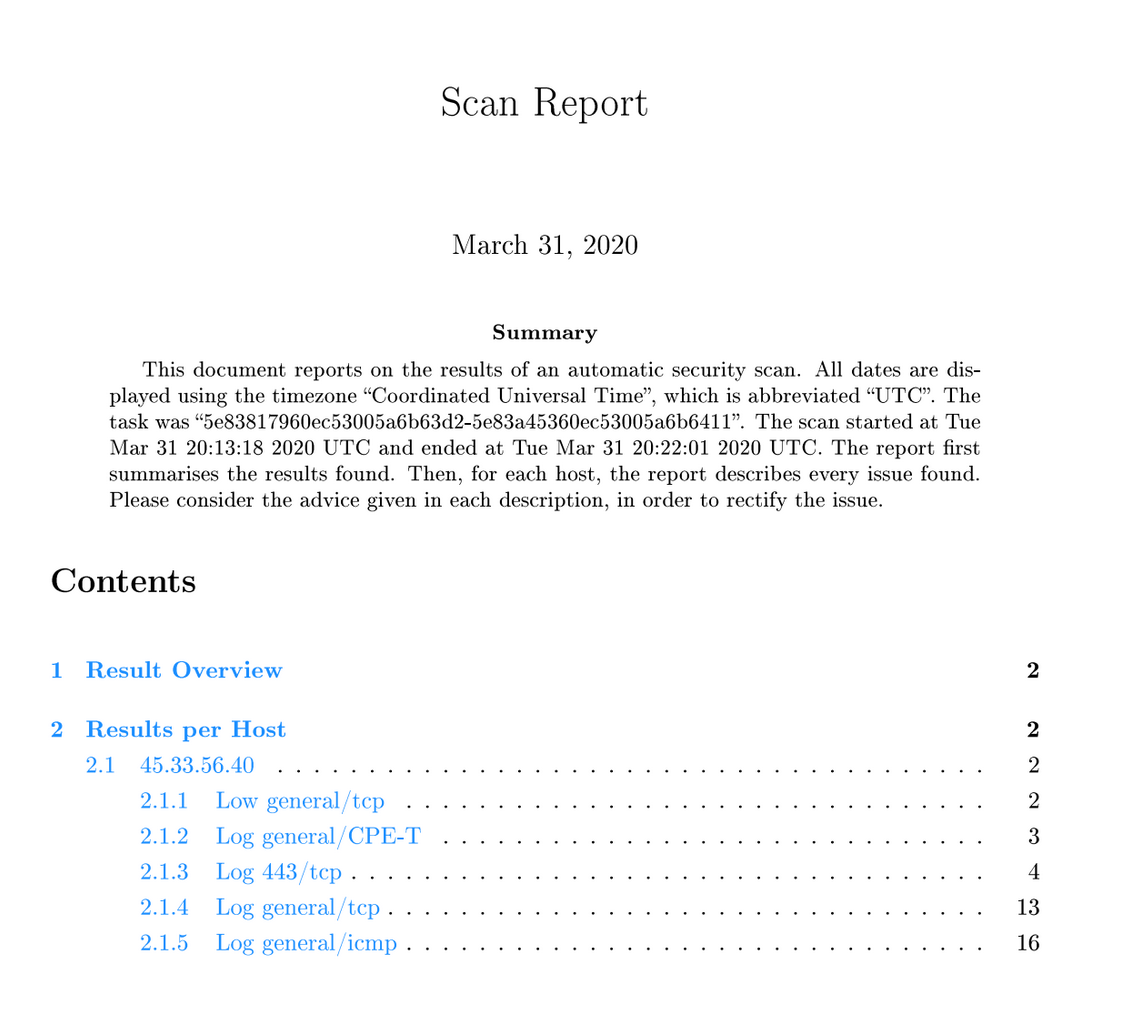 Scan Report
March 31, 2020
Summary
This document reports on the results of an automatic security scan. All dates are dis-
played using the timezone “Coordinated Universal Time”, which is abbreviated “UTC”. The
task was “5e83817960ec53005a6b63d2-5e83a45360ec53005a6b6411”. The scan started at Tue
Mar 31 20:13:18 2020 UTC and ended at Tue Mar 31 20:22:01 2020 UTC. The report first
summarises the results found. Then, for each host, the report describes every issue found.
Please consider the advice given in each description, in order to rectify the issue.
Contents
1 Result Overview 2
2 Results per Host 2
2.1 45.33.56.40 . . . . . . . . . . . . . . . . . . . . . . . . . . . . . . . . . . . . . . . 2
2.1.1 Low general/tcp . . . . . . . . . . . . . . . . . . . . . . . . . . . . . . . . 2
2.1.2 Log general/CPE-T . . . . . . . . . . . . . . . . . . . . . . . . . . . . . . 3
2.1.3 Log 443/tcp . . . . . . . . . . . . . . . . . . . . . . . . . . . . . . . . . . . 4
2.1.4 Log general/tcp . . . . . . . . . . . . . . . . . . . . . . . . . . . . . . . . . 13
2.1.5 Log general/icmp . . . . . . . . . . . . . . . . . . . . . . . . . . . . . . . . 16